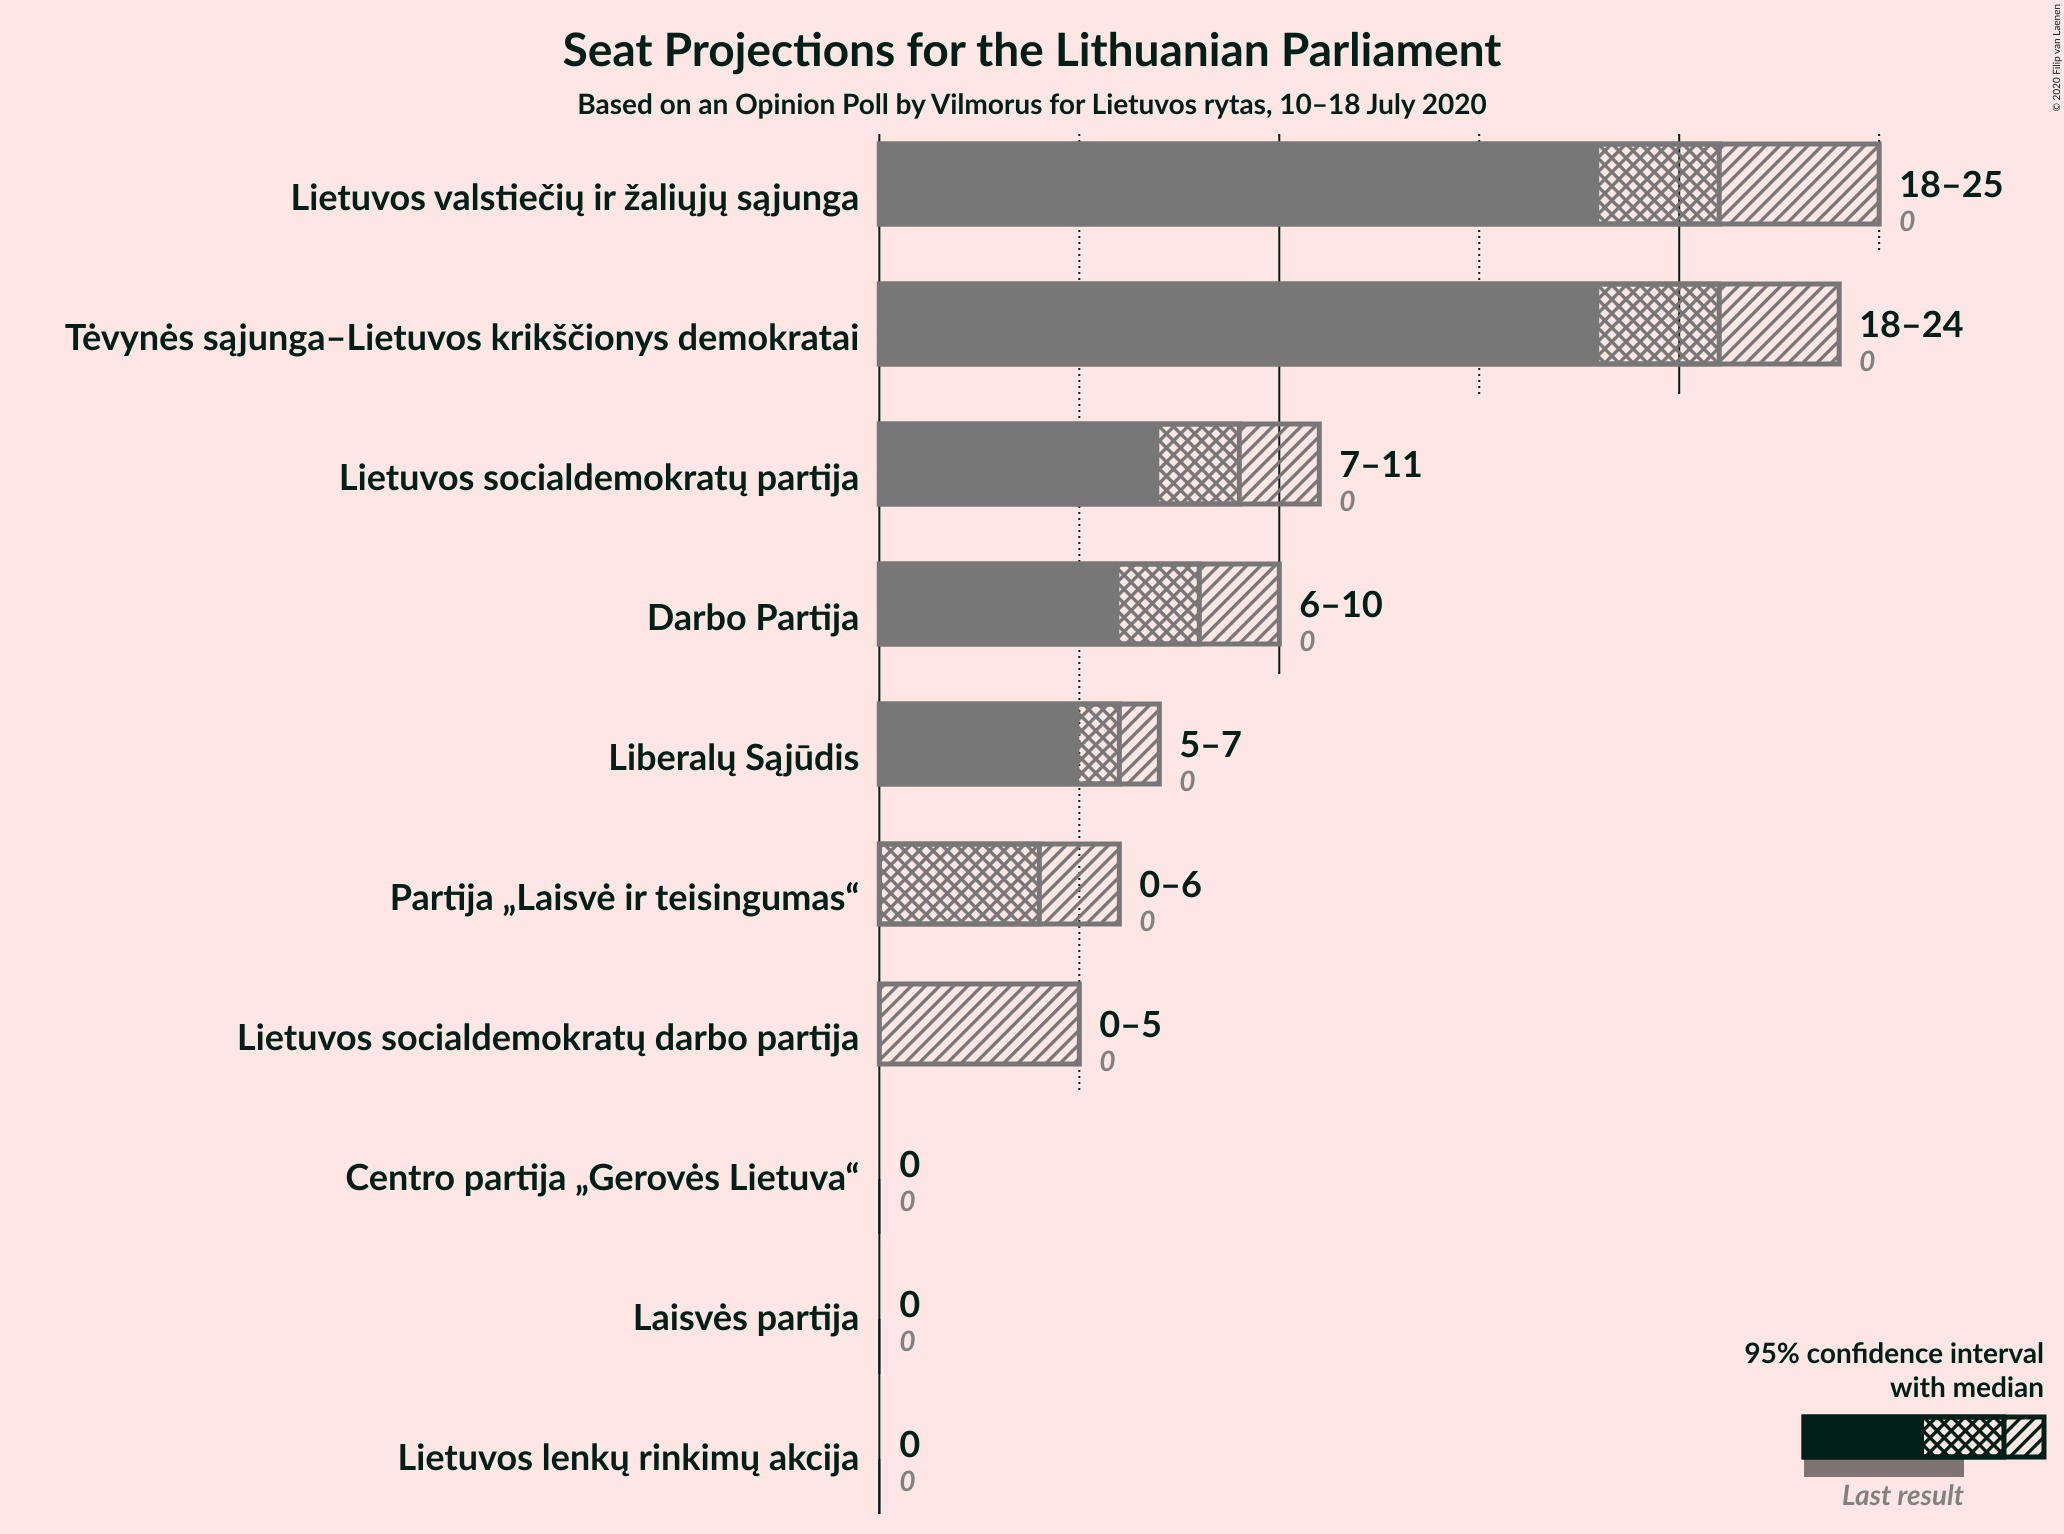 Seat Projections for the Lithuanian Parliament
Based on an Opinion Poll by Vilmorus for Lietuvos rytas, 10–18 July 2020
© 2020 Filip van Laenen
Lietuvos valstiečių ir žaliųjų sąjunga
18–25
0
Tėvynės sąjunga–Lietuvos krikščionys demokratai
18–24
0
Lietuvos socialdemokratų partija
7–11
0
Darbo Partija
6–10
0
Liberalų Sąjūdis
5–7
0
Partija „Laisvė ir teisingumas“
0–6
0
Lietuvos socialdemokratų darbo partija
0–5
0
Centro partija „Gerovės Lietuva“
0
0
Laisvės partija
0
0
Lietuvos lenkų rinkimų akcija
0
0
95% confidence interval
with median
Last result